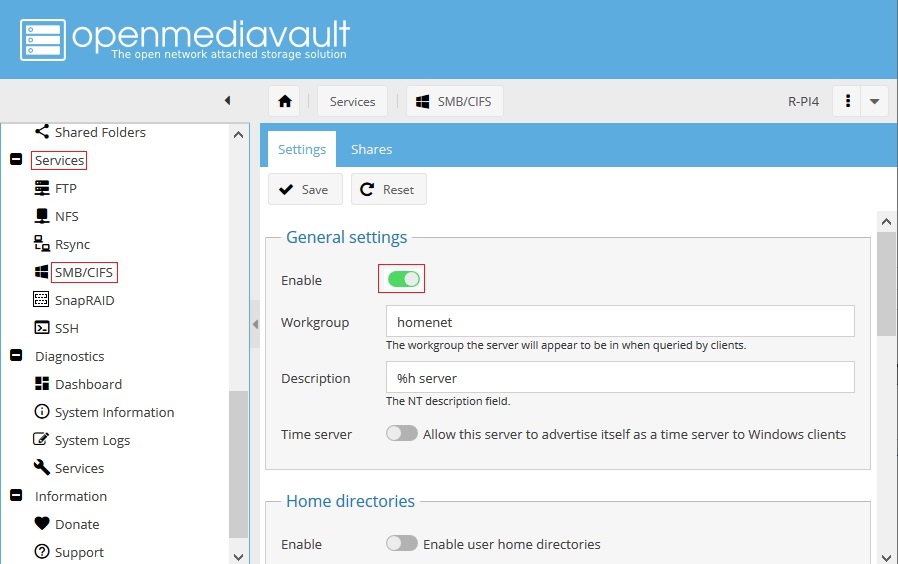 openmediavault
The open network attached storage solution
Services
SMB/CIFS
R-PI4
Shared Folders
Services
FTP
NFS
Rsync
SMB/CIFS
SnapRAID
SSH
Diagnostics
Dashboard
System Information
System Logs
Services
Information
Donate
Support
Settings
Shares
Save
Reset
General settings
Enable
Workgroup
homenet
The workgroup the server will appear to be in when queried by clients.
Description
%h server
The NT description field.
Time server
Allow this server to advertise itself as a time server to Windows clients
Home directories
Enable
Enable user home directories